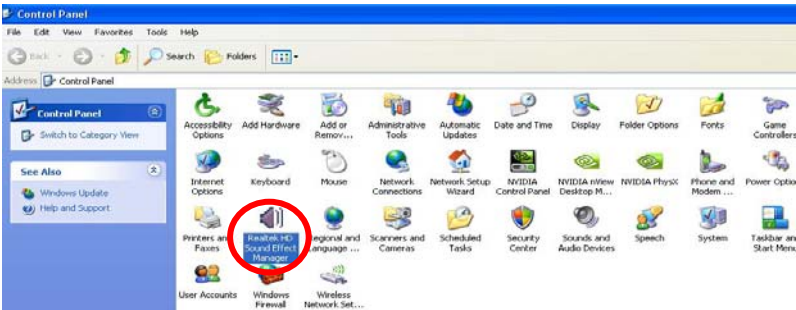 Control Panel
File Edit View Favorites Tools Help
Back Search Folders
Address Control Panel
Control Panel
Switch to Category View
See Also
Windows Update
Help and Support
Accessibility Options
Add Hardware
Add or Remov...
Administrative Tools
Automatic Updates
Date and Time
Display
Folder Options
Fonts
Game Controllers
Internet Options
Keyboard
Mouse
Network Connections
Network Setup Wizard
NVIDIA Control Panel
NVIDIA nView Desktop M...
NVIDIA PhysX
Phone and Modem ...
Power Optio
Printers and Faxes
Realtek HD Sound Effect Manager
Regional and Language ...
Scanners and Cameras
Scheduled Tasks
Security Center
Sounds and Audio Devices
Speech
System
Taskbar an
Start Menu
User Accounts
Windows Firewall
Wireless Network Set...